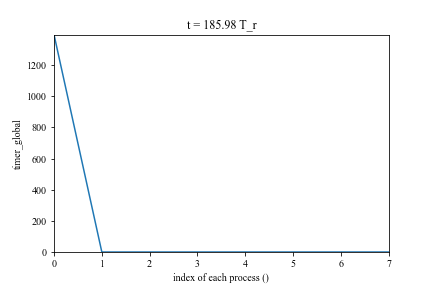 t = 185.98 T_r
timer_global
1200
1000
800
600
400
200
0
0 1 2 3 4 5 6 7
index of each process ()